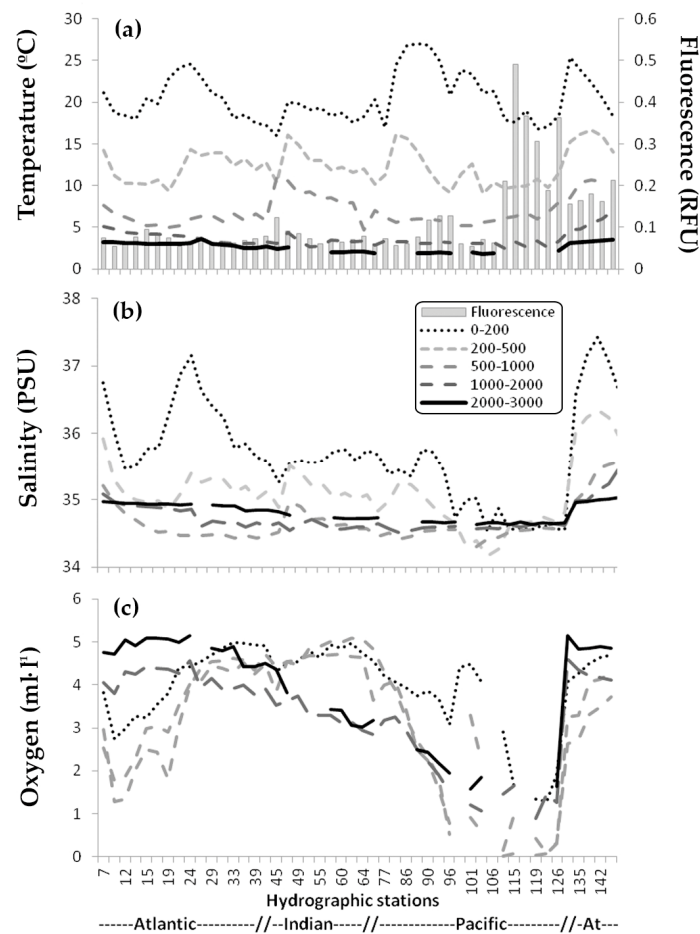 (a)
Temperature (ºC)
Fluorescence (RFU)
30
25
20
15
10
5
0
0.6
0.5
0.4
0.3
0.2
0.1
0
(b)
Salinity (PSU)
38
37
36
35
34
Fluorescence
0-200
200-500
500-1000
1000-2000
2000-3000
(c)
Oxygen (ml·l¹)
6
5
4
3
2
1
0
7 12 15 19 24 29 33 39 45 49 55 60 64 77 86 90 96 101 106 115 119 126 135 142
Hydrographic stations
------Atlantic----------//--Indian----//---------Pacific----------//-At